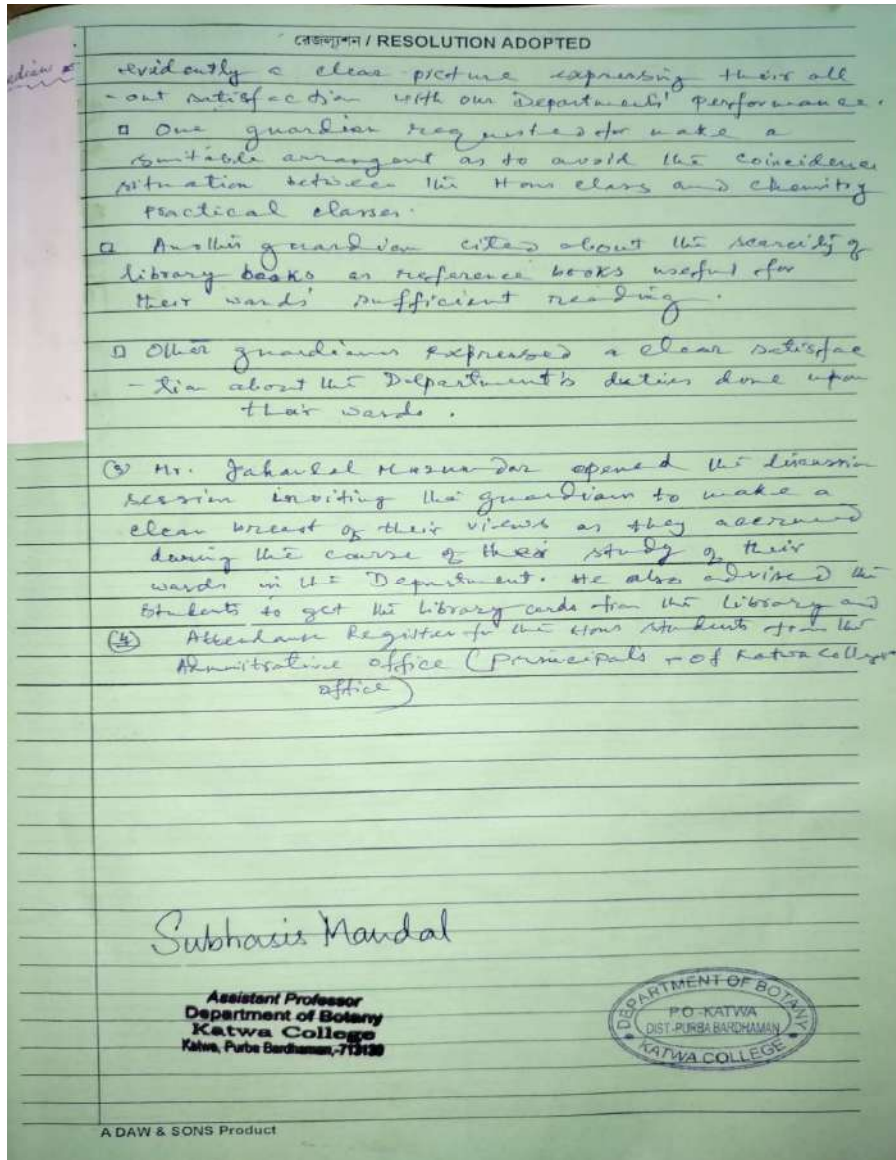 রেজল্যুশন / RESOLUTION ADOPTED
evidently a clear picture expressing their all
-out satisfaction with our Departments' performance.
One guardian requested for make a
suitable arrangent as to avoid the coincidence
situation between the Hons class and chemistry
practical classes.
Another guardian cited about the scarcity of
library books as reference books useful for
their wards' sufficient reading.
Other guardians expressed a clear satisfac
-tion about the Department's duties done upon
their wards.
(3) Mr. Jaharlal Mazumdar opened the discussion
session inviting the guardians to make a
clear breast of their views as they accrued
during the course of their study of their
wards in the Department. He also advised the
students to get the library cards from the library and
(4) Attendance Register for the Hons students from the
Admnitrative office (Principal's - of Katwa College
office)
Subhasis Mandal
Assistant Professor
Department of Botany
Katwa College
Katwa, Purba Bardhaman,-713130
DEPARTMENT OF BOTANY
P.O-KATWA
DIST-PURBA BARDHAMAN
KATWA COLLEGE
A DAW & SONS Product